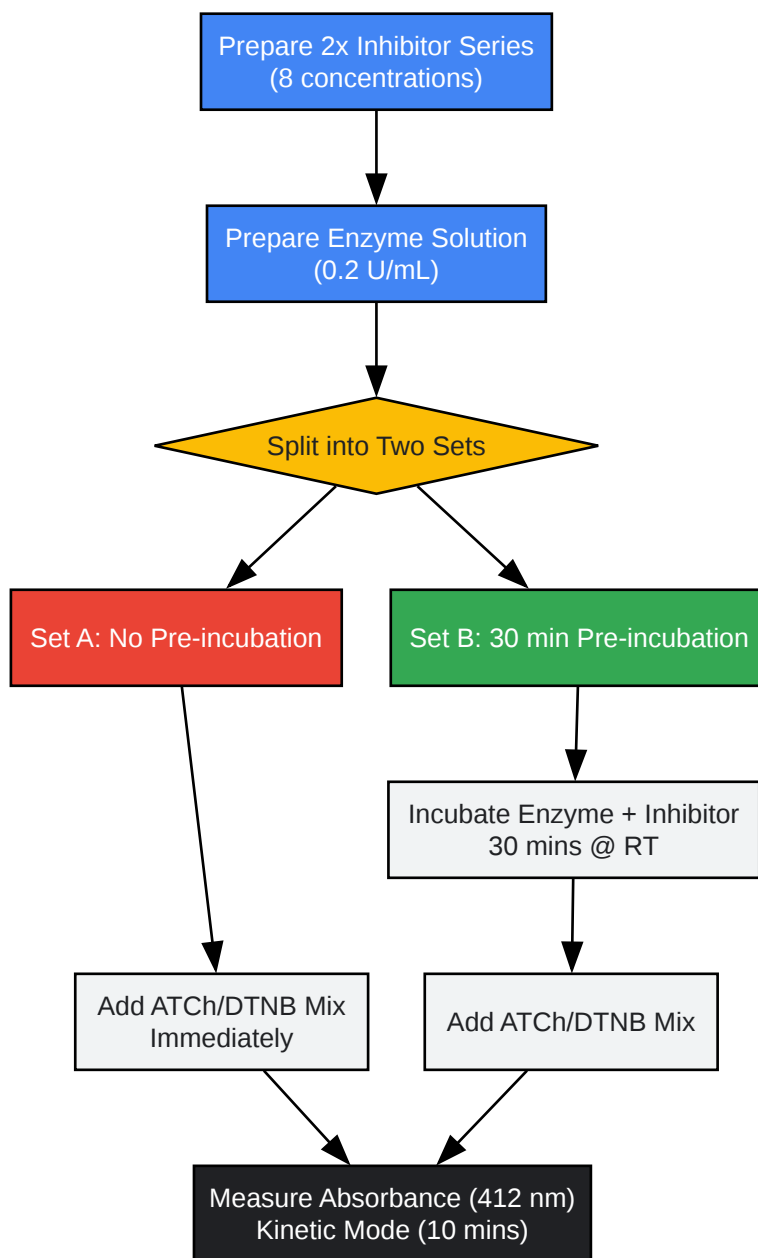 Prepare 2x Inhibitor Series
(8 concentrations)
Prepare Enzyme Solution
(0.2 U/mL)
Split into Two Sets
Set A: No Pre-incubation
Set B: 30 min Pre-incubation
Incubate Enzyme + Inhibitor
30 mins @ RT
Add ATCh/DTNB Mix
Immediately
Add ATCh/DTNB Mix
Measure Absorbance (412 nm)
Kinetic Mode (10 mins)